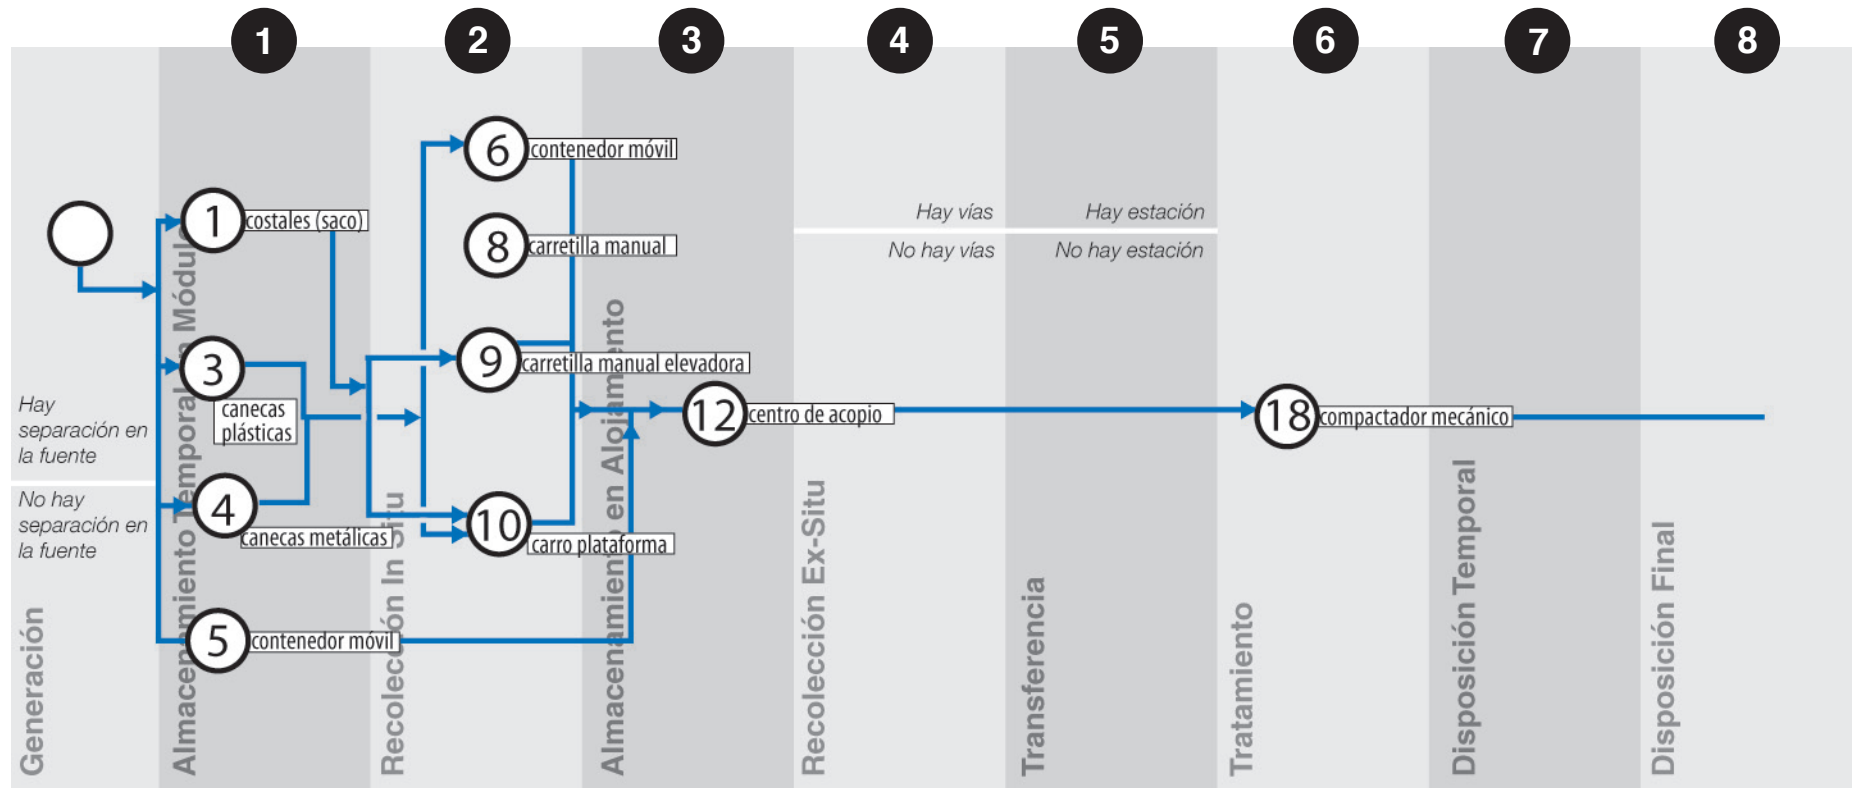 1
2
3
4
5
6
7
8
6
contenedor móvil
1
costales (saco)
8
carretilla manual
Hay vías
Hay estación
No hay vías
No hay estación
9
carretilla manual elevadora
3
canecas
plásticas
12
centro de acopio
18
compactador mecánico
Hay
separación en
la fuente
No hay
separación en
la fuente
4
canecas metálicas
10
carro plataforma
5
contenedor móvil
Generación
Almacenamiento Temporal en Módulo
Recolección In Situ
Almacenamiento en Alojamiento
Recolección Ex-Situ
Transferencia
Tratamiento
Disposición Temporal
Disposición Final